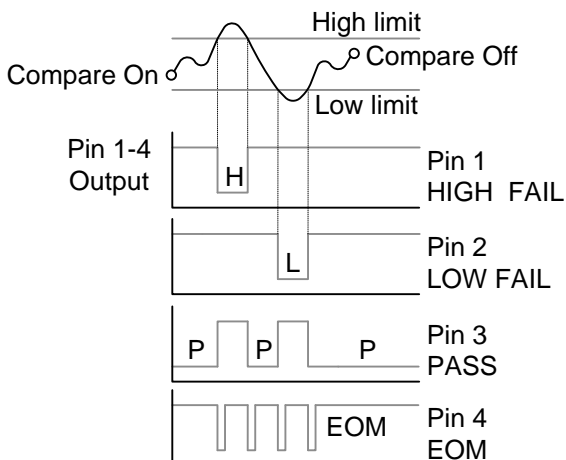 High limit
Compare On
Compare Off
Low limit
Pin 1-4
Output
H
Pin 1
HIGH FAIL
L
Pin 2
LOW FAIL
P P P
Pin 3
PASS
EOM
Pin 4
EOM